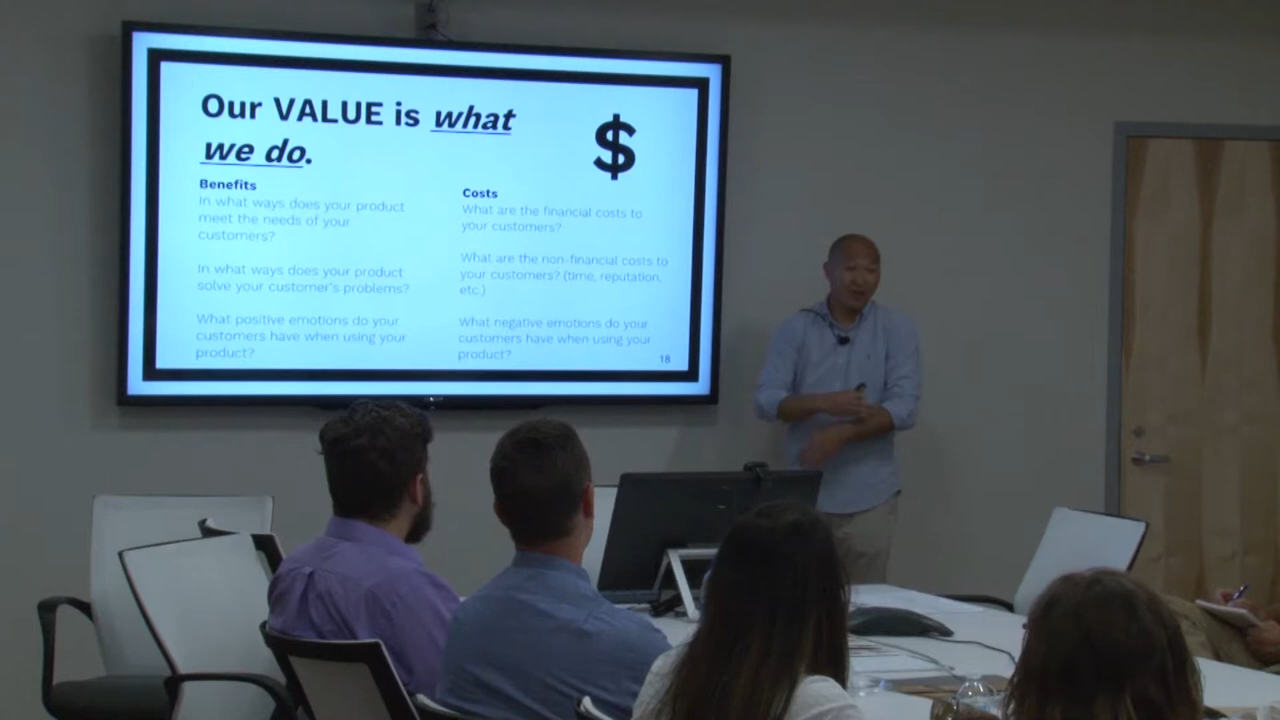 Our VALUE is what
we do.
$
Benefits
In what ways does your product
meet the needs of your
customers?
In what ways does your product
solve your customer's problems?
What positive emotions do your
customers have when using your
product?
Costs
What are the financial costs to
your customers?
What are the non-financial costs to
your customers? (time, reputation,
etc.)
What negative emotions do your
customers have when using your
product?
18